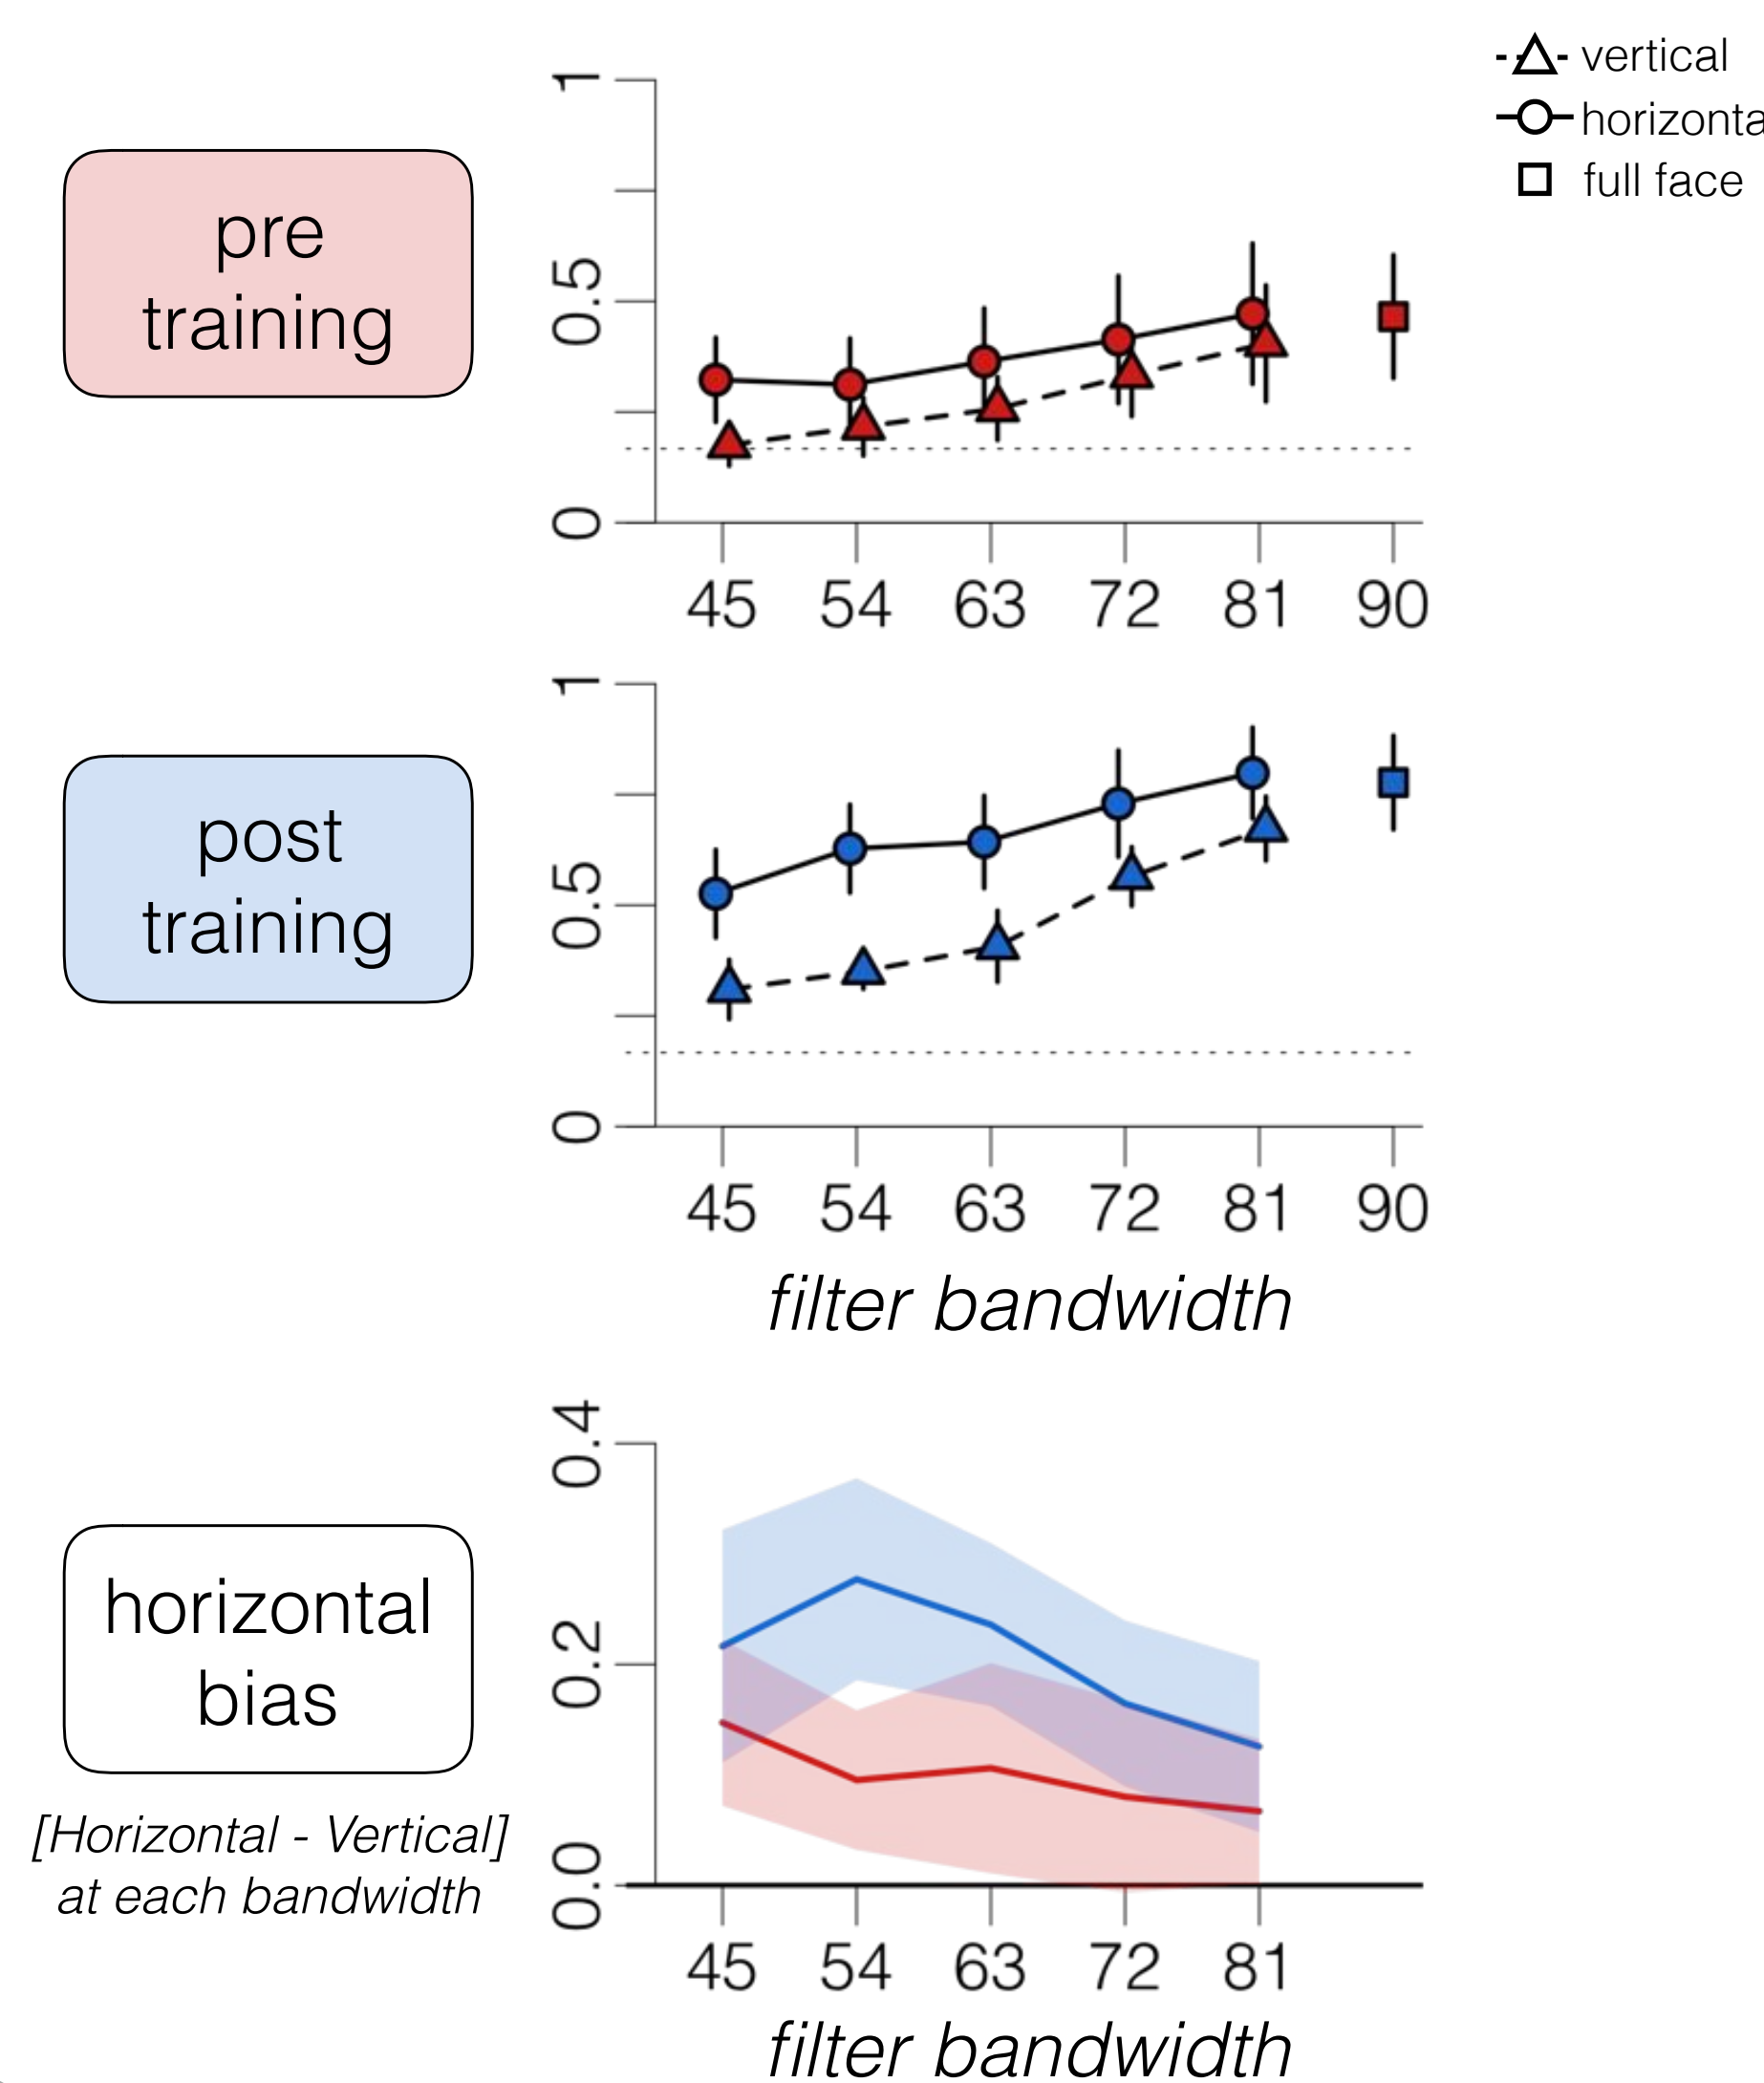 vertical
horizonta
full face
pre
training
1
0.5
0
45 54 63 72 81 90
post
training
1
0.5
0
45 54 63 72 81 90
filter bandwidth
horizontal
bias
[Horizontal - Vertical]
at each bandwidth
0.4
0.2
0.0
45 54 63 72 81
filter bandwidth